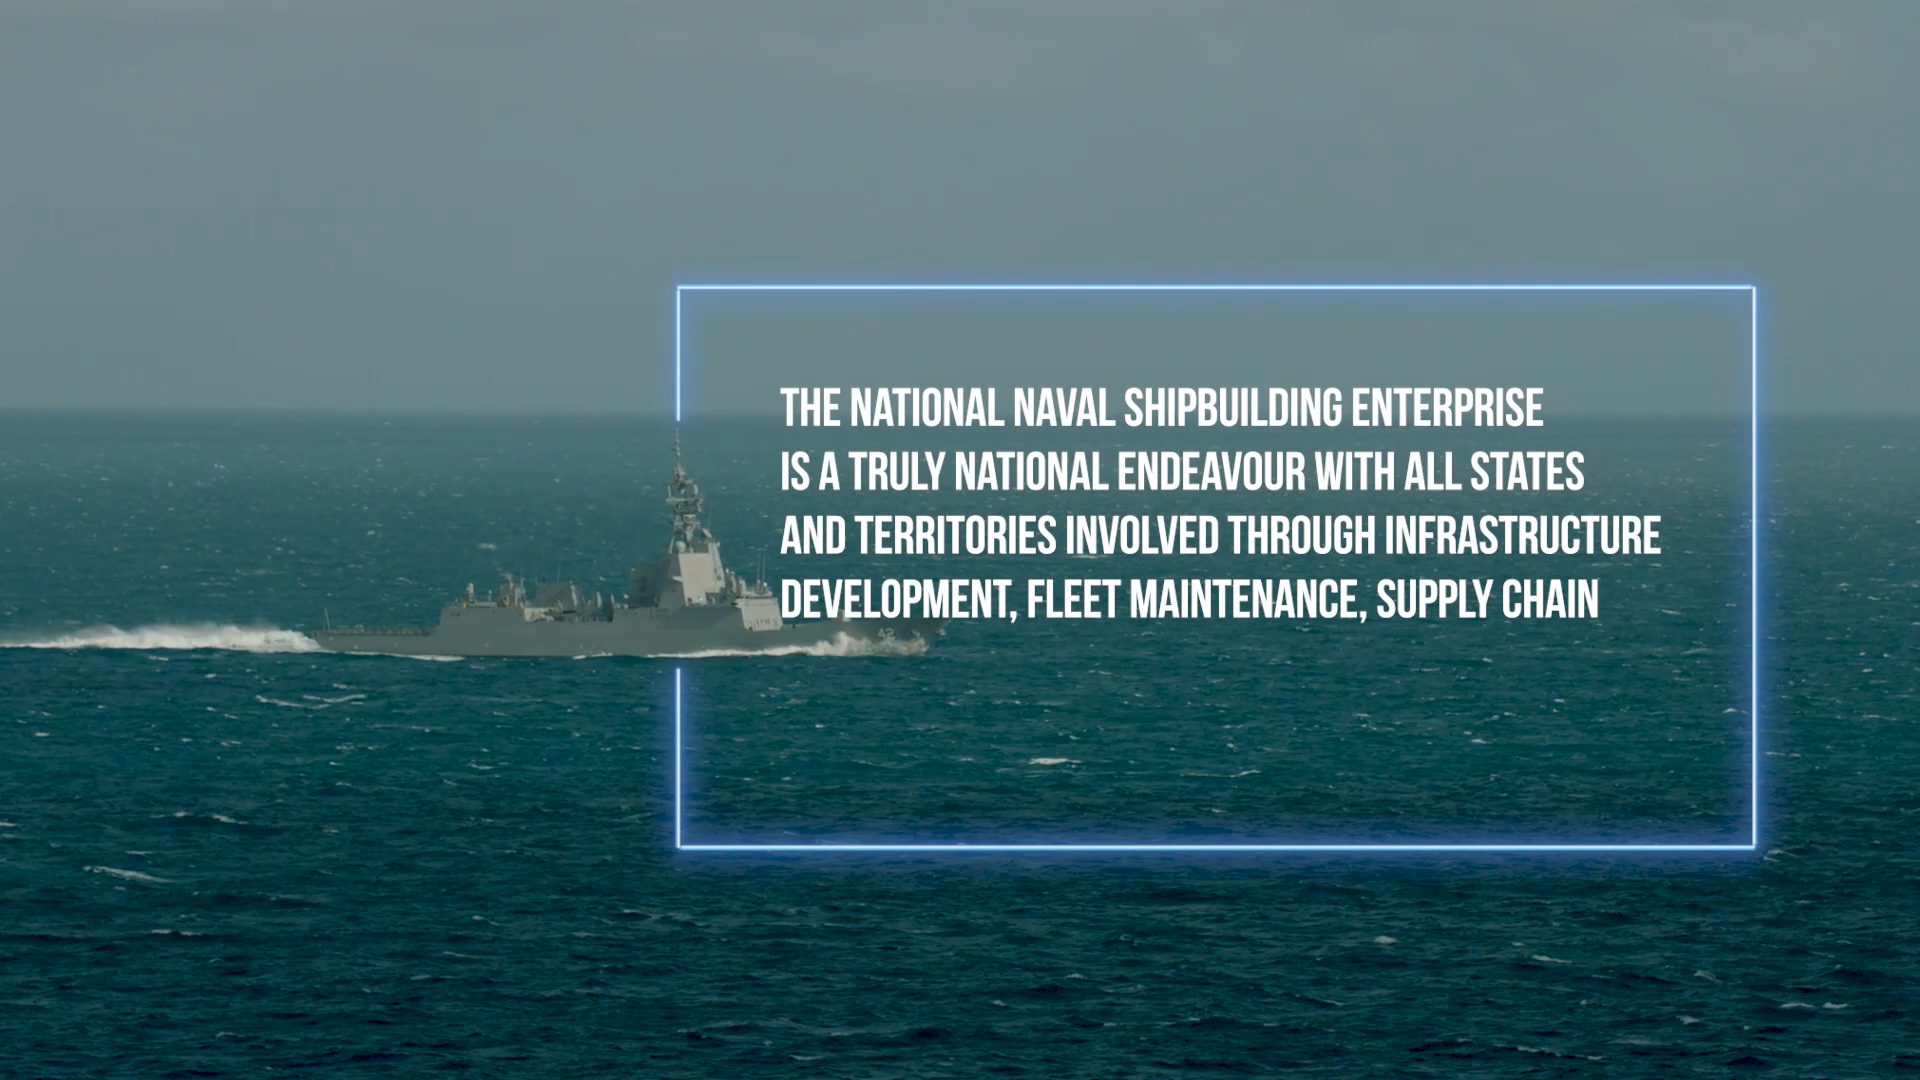 THE NATIONAL NAVAL SHIPBUILDING ENTERPRISE
IS A TRULY NATIONAL ENDEAVOUR WITH ALL STATES
AND TERRITORIES INVOLVED THROUGH INFRASTRUCTURE
DEVELOPMENT, FLEET MAINTENANCE, SUPPLY CHAIN
42